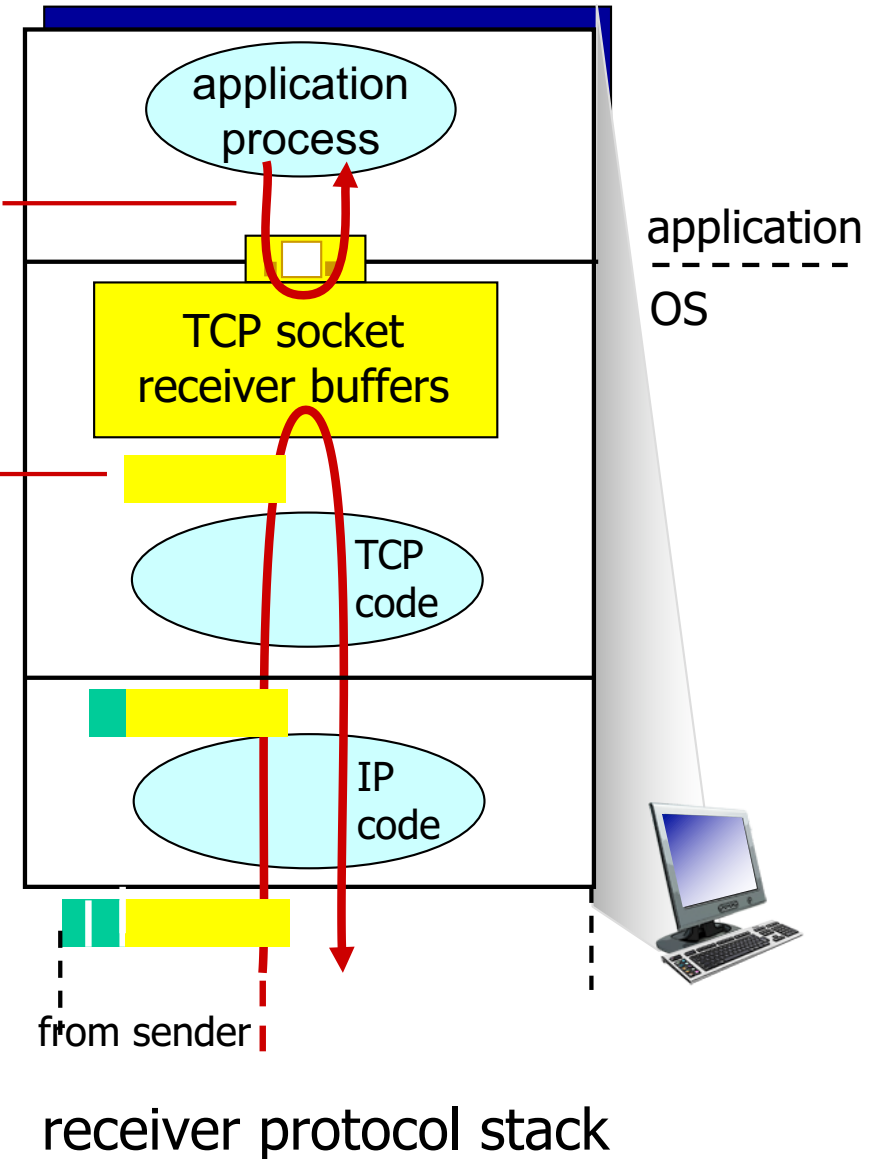 application
process
application
OS
TCP socket
receiver buffers
TCP
code
IP
code
from sender
receiver protocol stack